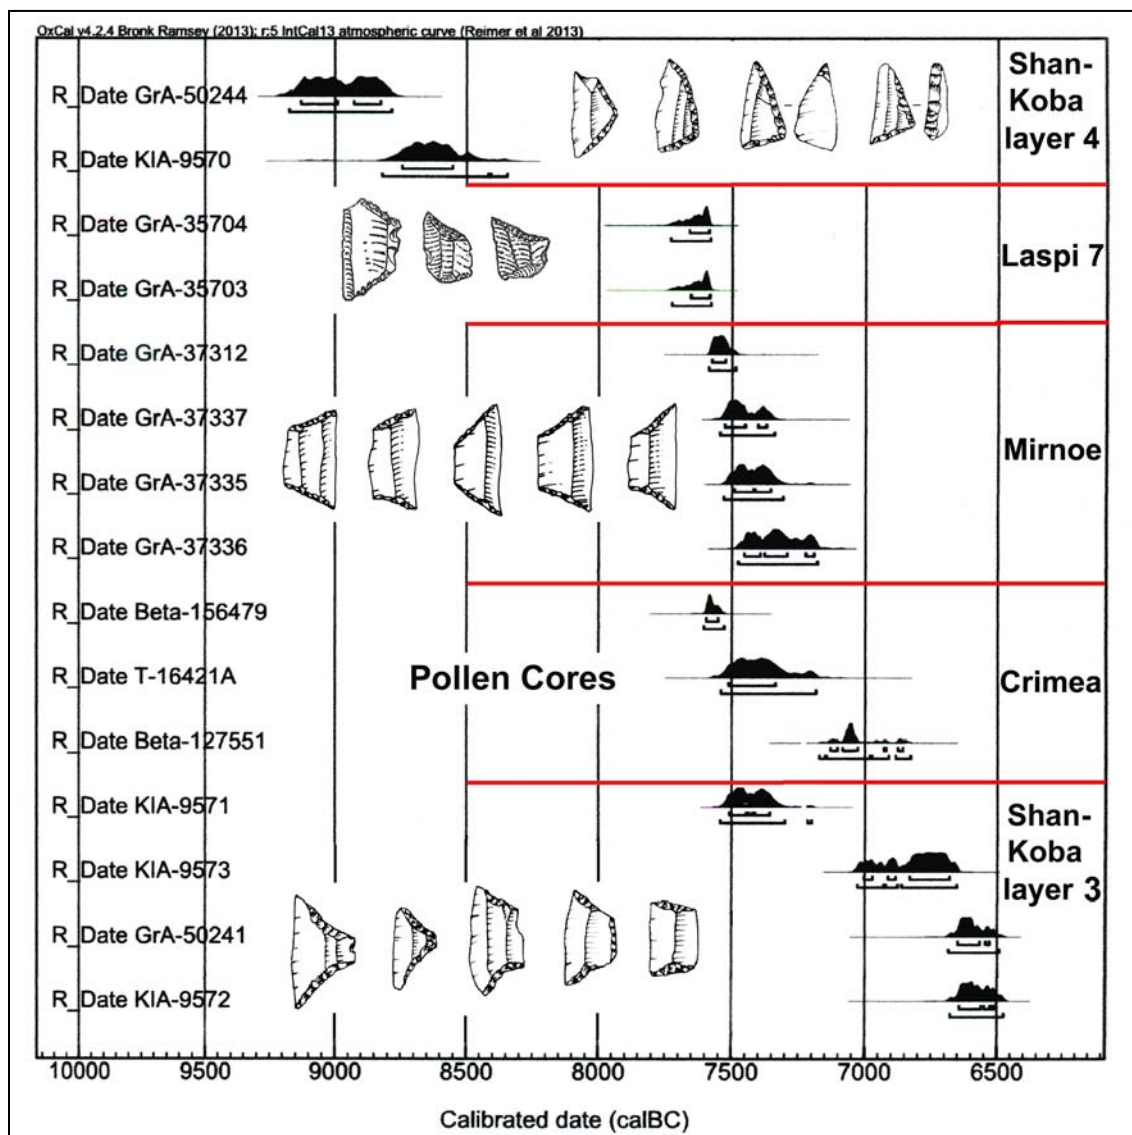 OxCal v4.2.4 Bronk Ramsey (2013); r:5 IntCal13 atmospheric curve (Reimer et al 2013)
R_Date GrA-50244
R_Date KIA-9570
Shan-
Koba
layer 4
R_Date GrA-35704
R_Date GrA-35703
Laspi 7
R_Date GrA-37312
R_Date GrA-37337
R_Date GrA-37335
R_Date GrA-37336
Mirnoe
R_Date Beta-156479
R_Date T-16421A
R_Date Beta-127551
Pollen Cores
Crimea
R_Date KIA-9571
R_Date KIA-9573
R_Date GrA-50241
R_Date KIA-9572
Shan-
Koba
layer 3
10000 9500 9000 8500 8000 7500 7000 6500
Calibrated date (calBC)